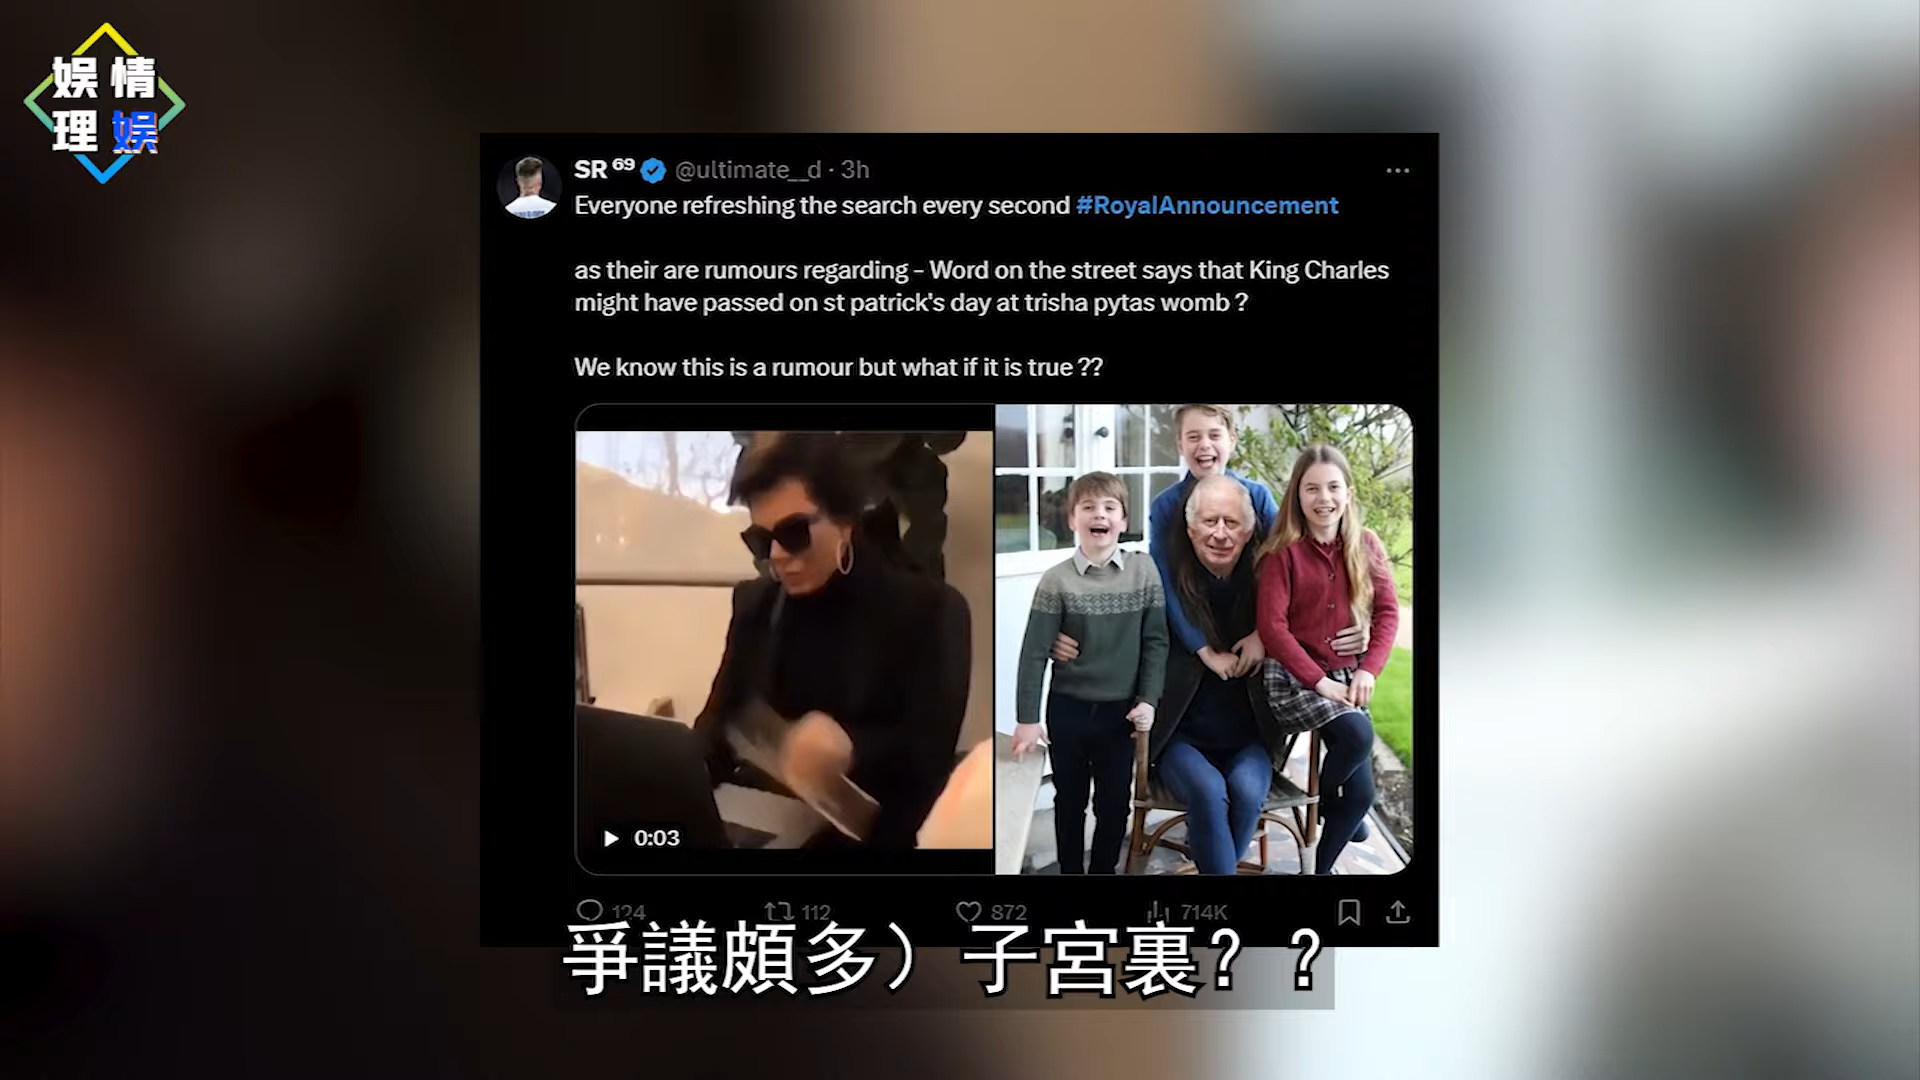 娱情
理娱
SR 69 @ultimate__d · 3h
Everyone refreshing the search every second #RoyalAnnouncement
as their are rumours regarding - Word on the street says that King Charles
might have passed on st patrick's day at trisha pytas womb ?
We know this is a rumour but what if it is true ??
0:03
124 112 872 714K
爭議頗多）子宮裏？？